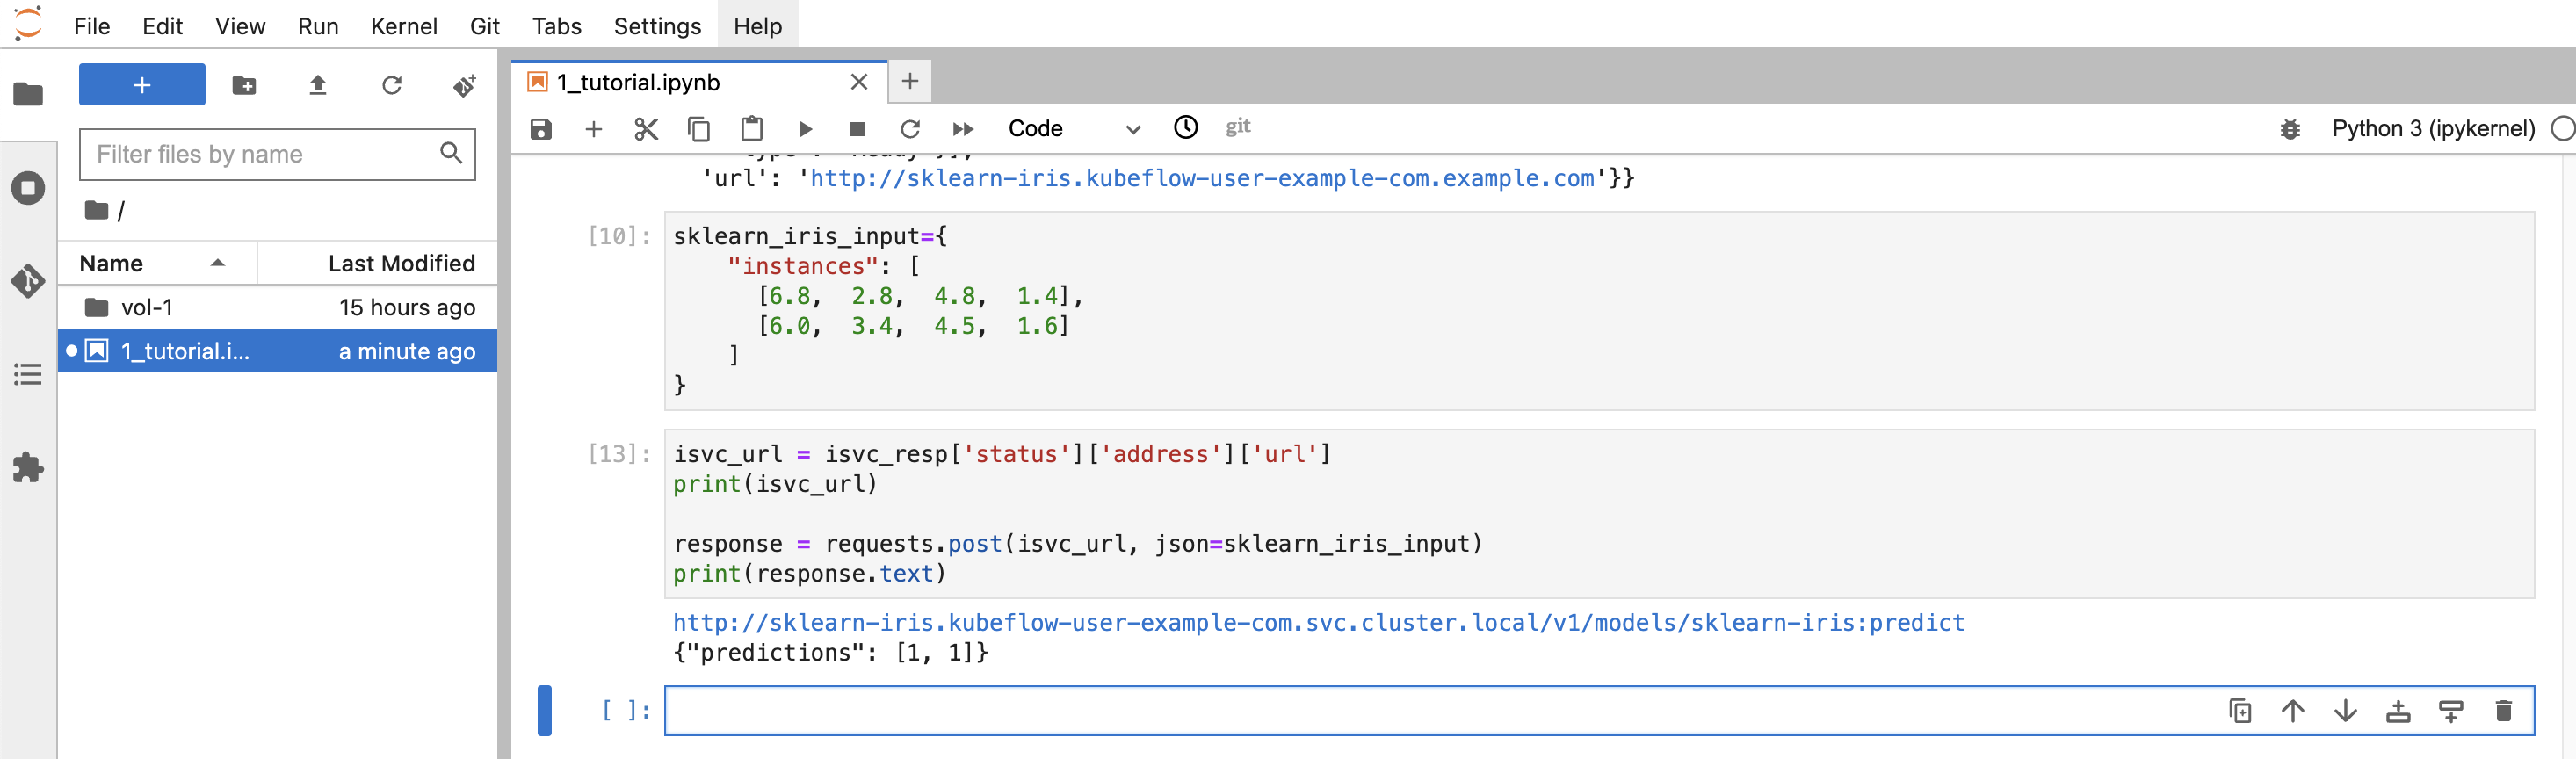 File Edit View Run Kernel Git Tabs Settings Help
+
Filter files by name
/
Name Last Modified
vol-1 15 hours ago
1_tutorial.i... a minute ago
1_tutorial.ipynb
Code git Python 3 (ipykernel)
'url': 'http://sklearn-iris.kubeflow-user-example-com.example.com'}}
[10]: sklearn_iris_input={
"instances": [
[6.8, 2.8, 4.8, 1.4],
[6.0, 3.4, 4.5, 1.6]
]
}
[13]: isvc_url = isvc_resp['status']['address']['url']
print(isvc_url)
response = requests.post(isvc_url, json=sklearn_iris_input)
print(response.text)
http://sklearn-iris.kubeflow-user-example-com.svc.cluster.local/v1/models/sklearn-iris:predict
{"predictions": [1, 1]}
[ ]: